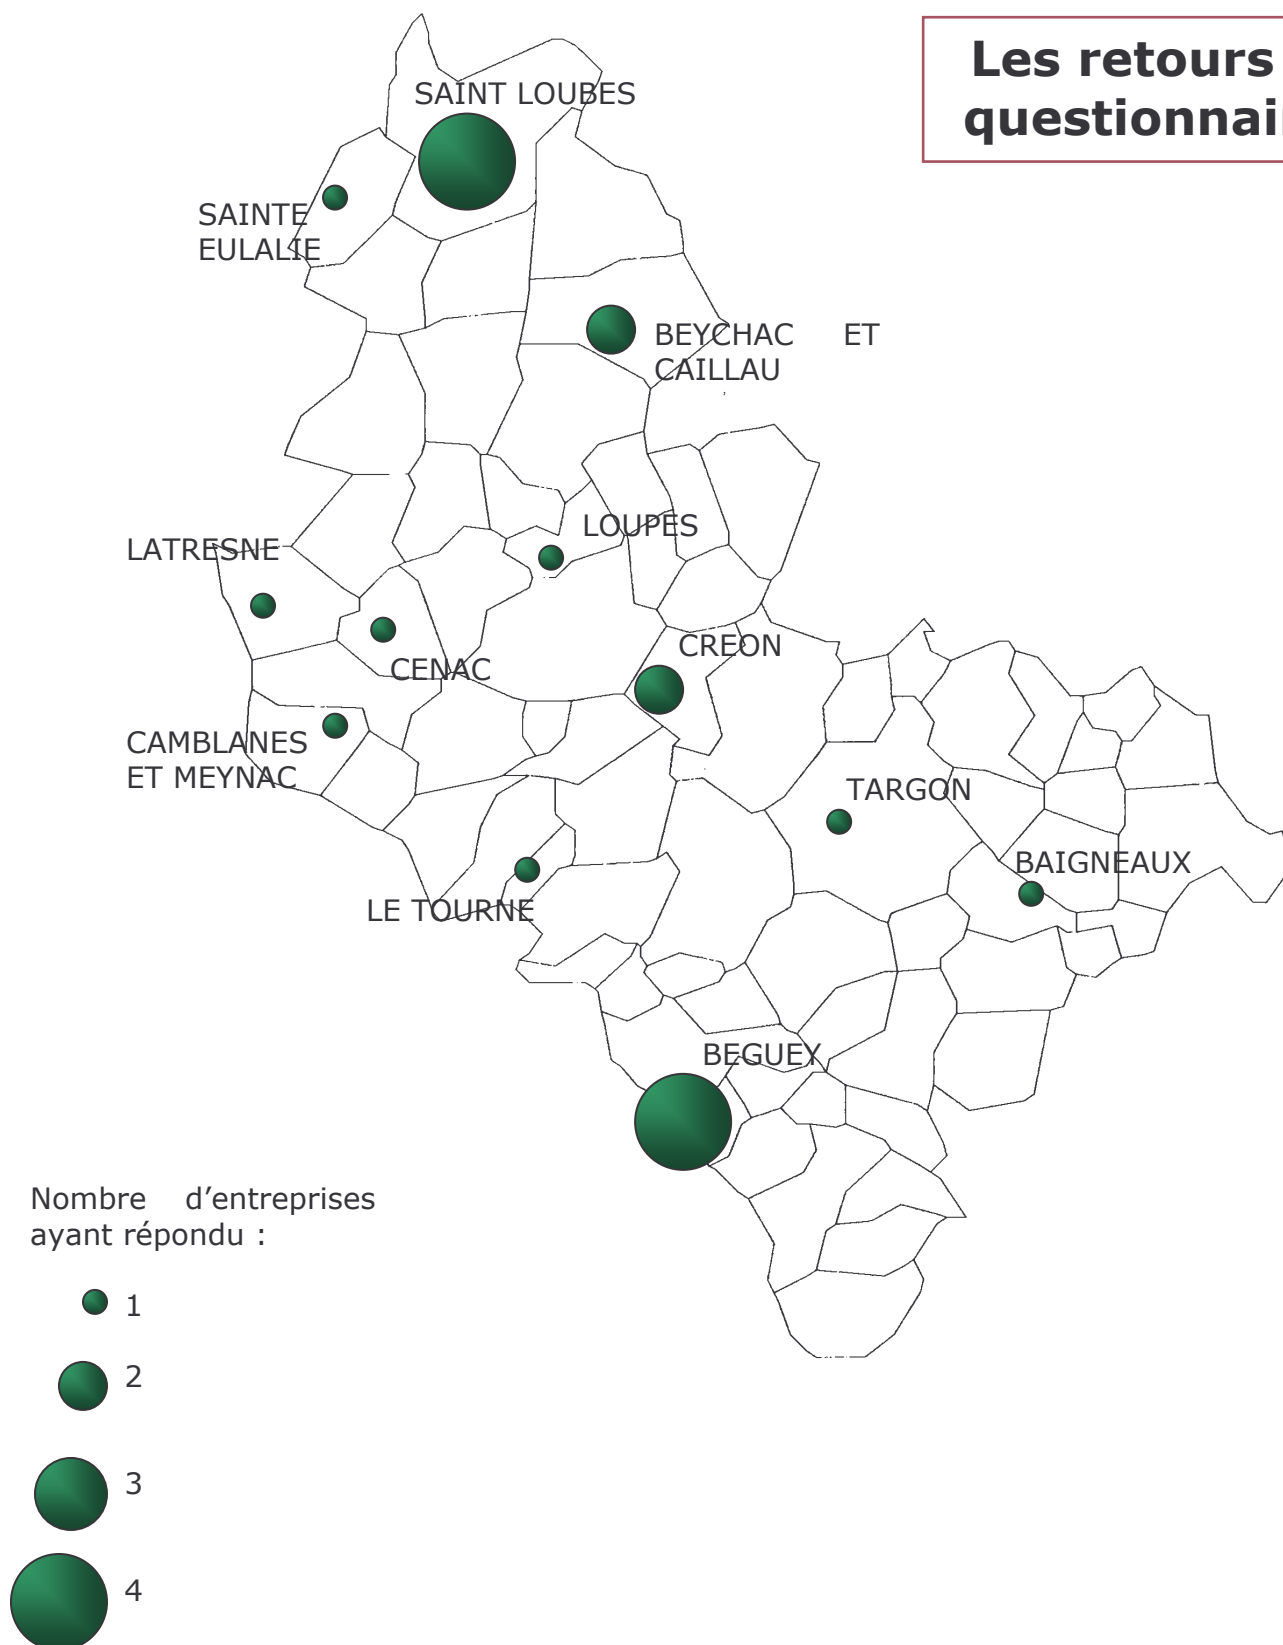 Les retours
SAINT LOUBES
SAINTE
EULALIE
BEYCHAC ET
CAILLAU
LOUPES
LATRESNE
CENAC
CREON
CAMBLANES
ET MEYNAC
TARGON
BAIGNEAUX
LE TOURNE
BEGUEY
Nombre d’entreprises
ayant répondu :
1
2
3
4